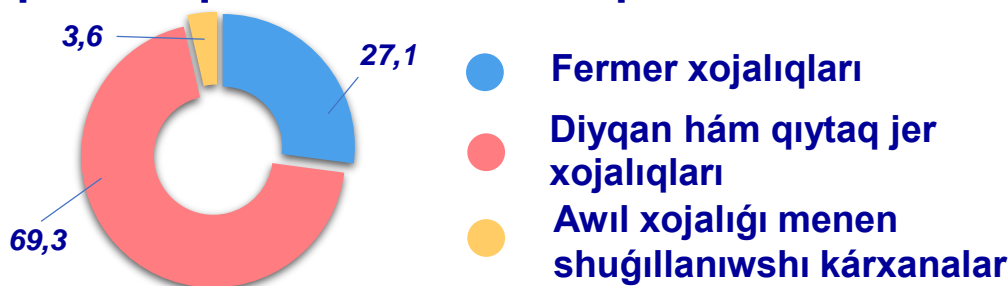 3,6
27,1
69,3
Fermer xojalıqları
Diyqan hám qıytaq jer
xojalıqları
Awıl xojalıǵı menen
shuǵıllanıwshı kárxanalar